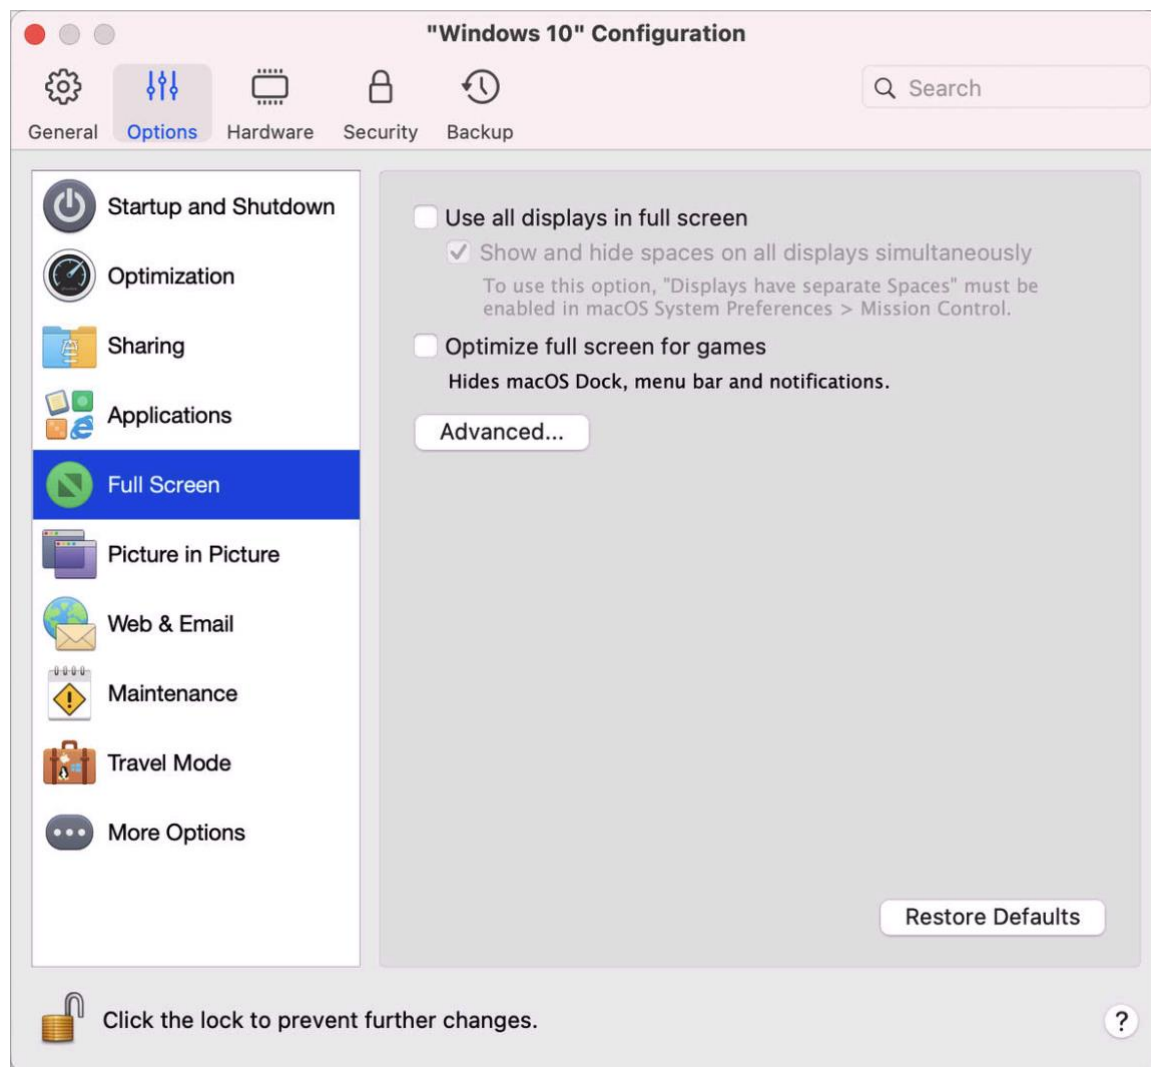 "Windows 10" Configuration
General Options Hardware Security Backup
Search
Startup and Shutdown
Optimization
Sharing
Applications
Full Screen
Picture in Picture
Web & Email
Maintenance
Travel Mode
More Options
Use all displays in full screen
Show and hide spaces on all displays simultaneously
To use this option, "Displays have separate Spaces" must be
enabled in macOS System Preferences > Mission Control.
Optimize full screen for games
Hides macOS Dock, menu bar and notifications.
Advanced...
Restore Defaults
Click the lock to prevent further changes.
?